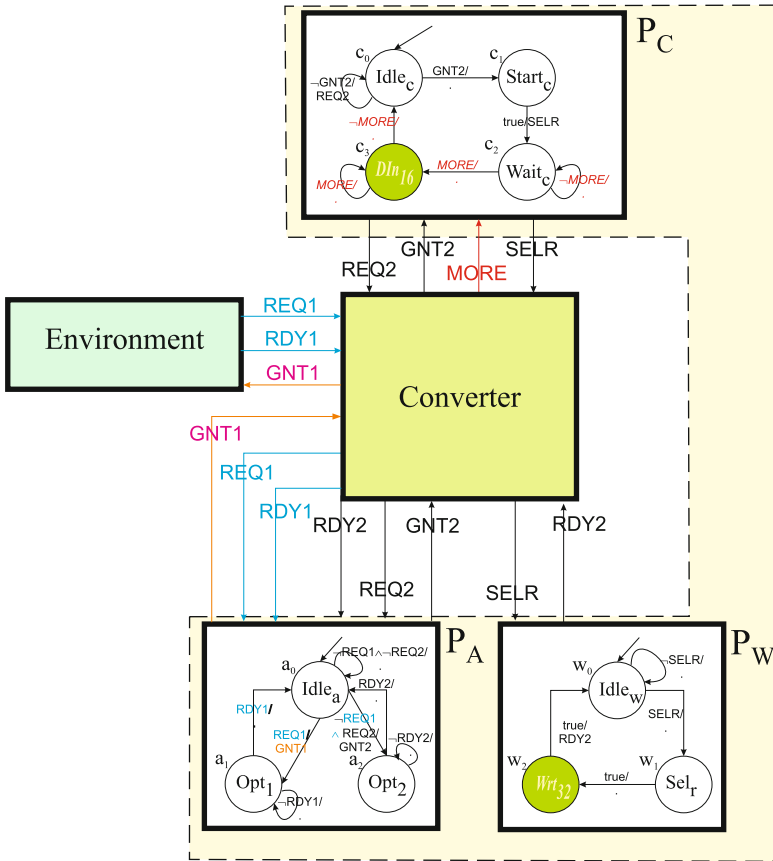 P_C
c_0
Idle_c
GNT2/
.
c_1
Start_c
¬GNT2/
REQ2
.
true/SELR
¬MORE/
.
c_3
DIn_16
MORE/
.
c_2
Wait_c
MORE/
.
¬MORE/
.
REQ2
GNT2
MORE
SELR
Environment
REQ1
RDY1
GNT1
Converter
GNT1
REQ1
RDY1
RDY2
REQ2
GNT2
SELR
RDY2
P_A
a_0
Idle_a
¬REQ1∧¬REQ2/
.
RDY2/
RDY1/
REQ1/
GNT1
¬REQ1
∧ REQ2/
GNT2
a_1
Opt_1
¬RDY1/
.
a_2
Opt_2
¬RDY2/
.
P_W
w_0
Idle_w
¬SELR/
.
SELR/
.
true/
RDY2
w_2
Wrt_32
true/
.
w_1
Sel_r